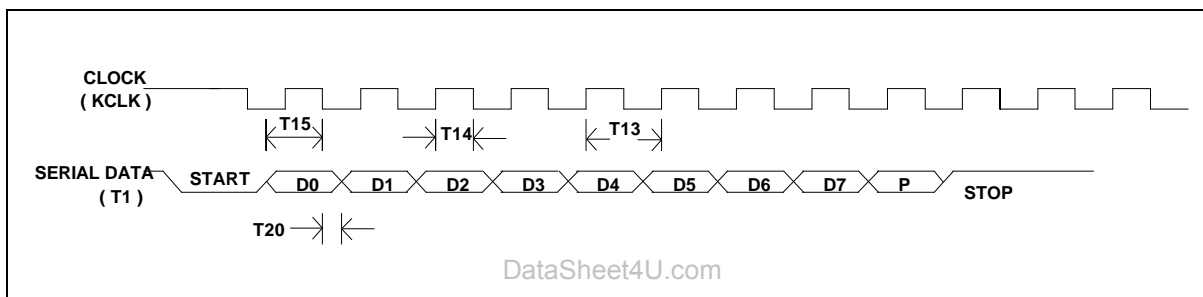 CLOCK
( KCLK )
T15
T14
T13
SERIAL DATA
( T1 )
START
D0
D1
D2
D3
D4
D5
D6
D7
P
STOP
T20
DataSheet4U.com